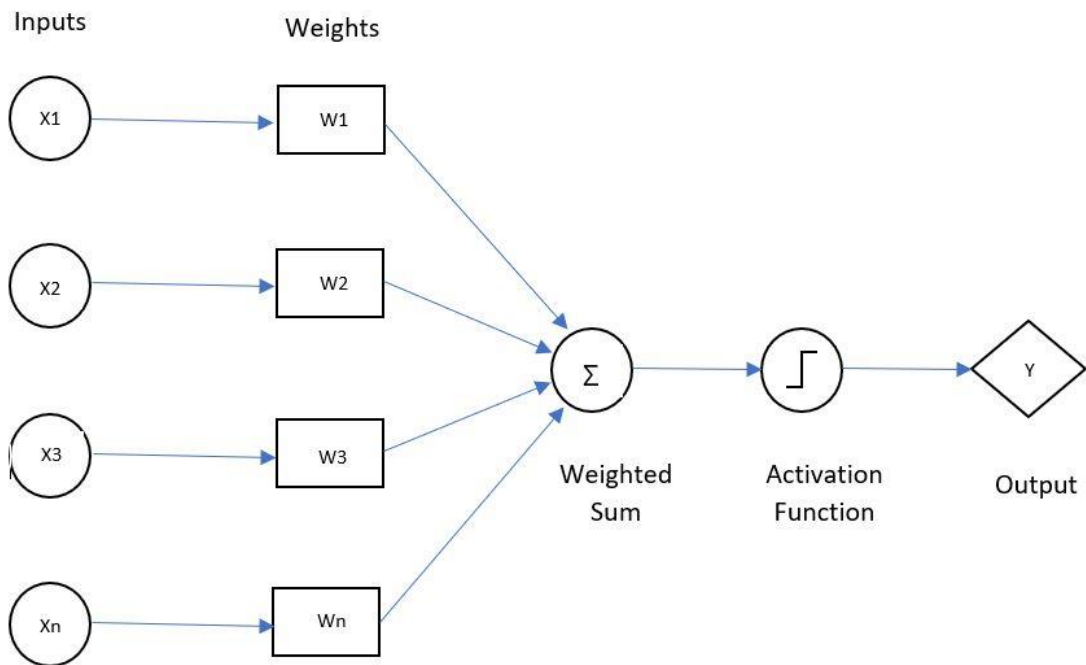 Inputs
Weights
X1
W1
X2
W2
X3
W3
Xn
Wn
Σ
Weighted
Sum
Activation
Function
Y
Output